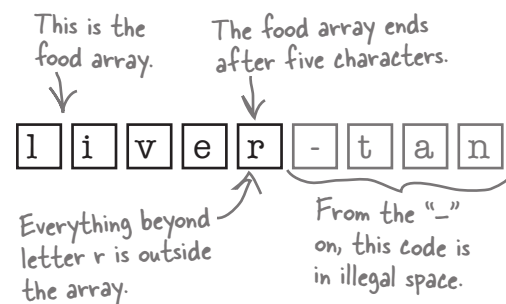 This is the
food array.
The food array ends
after five characters.
l i v e r - t a n
Everything beyond
letter r is outside
the array.
From the “–”
on, this code is
in illegal space.